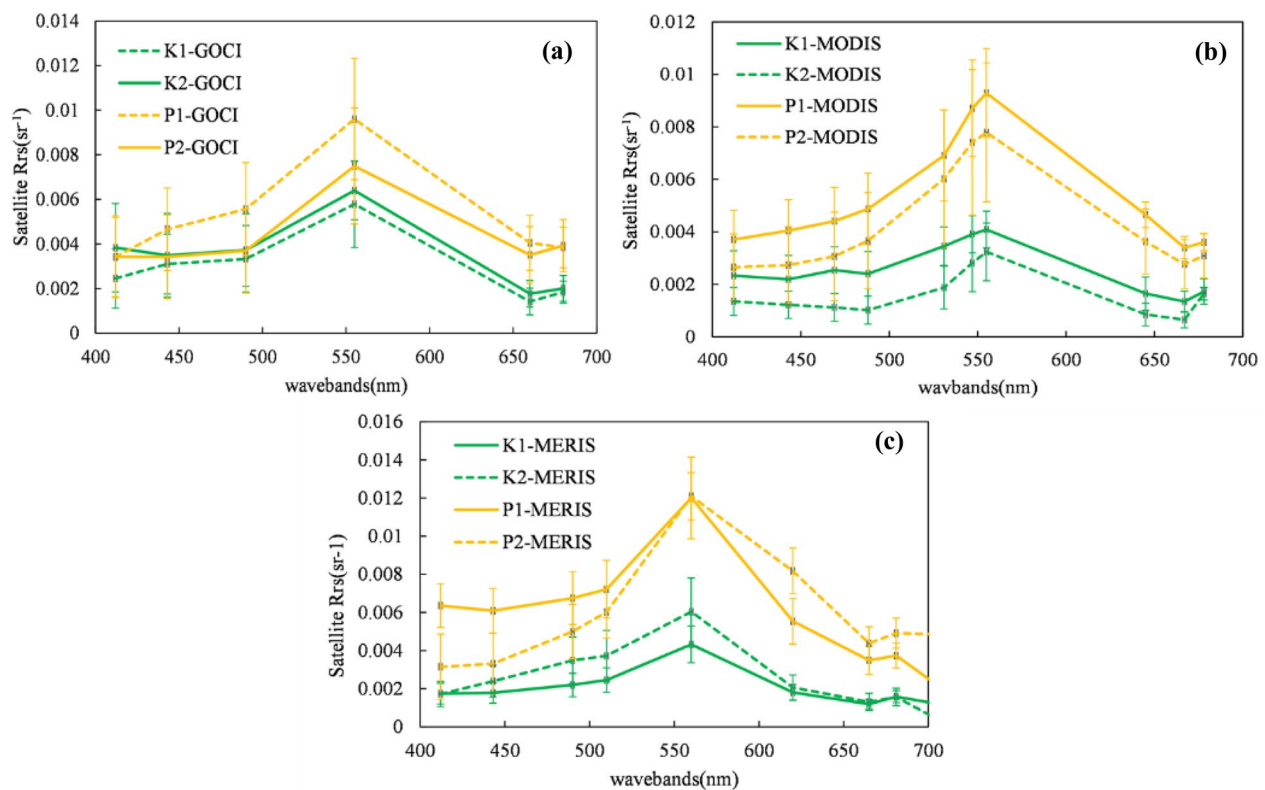 (a)
K1-GOCI
K2-GOCI
P1-GOCI
P2-GOCI
Satellite Rrs(sr⁻¹)
0.014
0.012
0.01
0.008
0.006
0.004
0.002
0
400 450 500 550 600 650 700
wavebands(nm)
(b)
K1-MODIS
K2-MODIS
P1-MODIS
P2-MODIS
Satellite Rrs(sr⁻¹)
0.012
0.01
0.008
0.006
0.004
0.002
0
400 450 500 550 600 650 700
wavbands(nm)
(c)
K1-MERIS
K2-MERIS
P1-MERIS
P2-MERIS
Satellite Rrs(sr-1)
0.016
0.014
0.012
0.01
0.008
0.006
0.004
0.002
0
400 450 500 550 600 650 700
wavebands(nm)